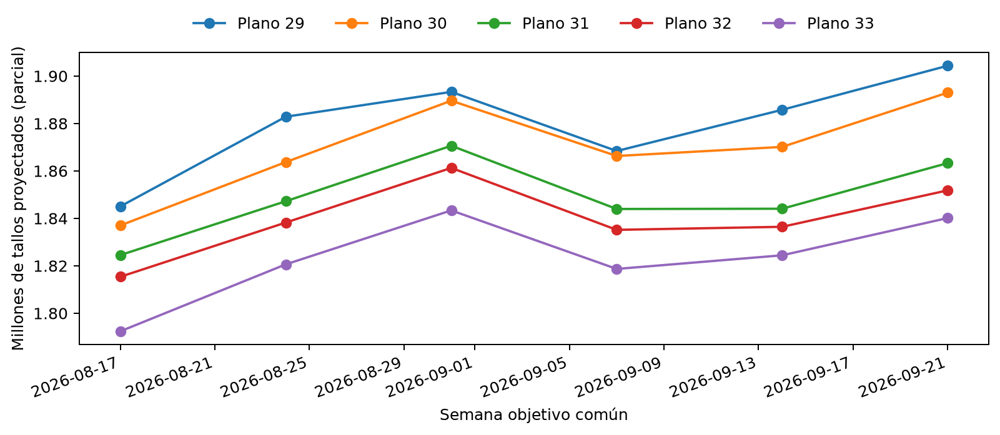 Plano 29 Plano 30 Plano 31 Plano 32 Plano 33
Millones de tallos proyectados (parcial)
1.90
1.88
1.86
1.84
1.82
1.80
2026-08-17 2026-08-21 2026-08-25 2026-08-29 2026-09-01 2026-09-05 2026-09-09 2026-09-13 2026-09-17 2026-09-21
Semana objetivo común